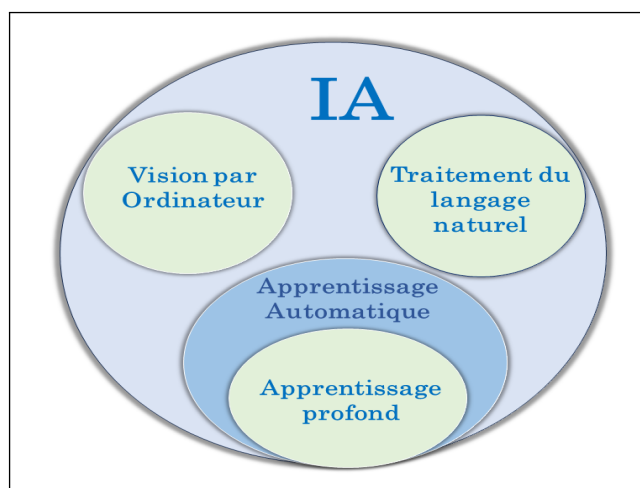 IA
Vision par
Ordinateur
Traitement du
langage
naturel
Apprentissage
Automatique
Apprentissage
profond